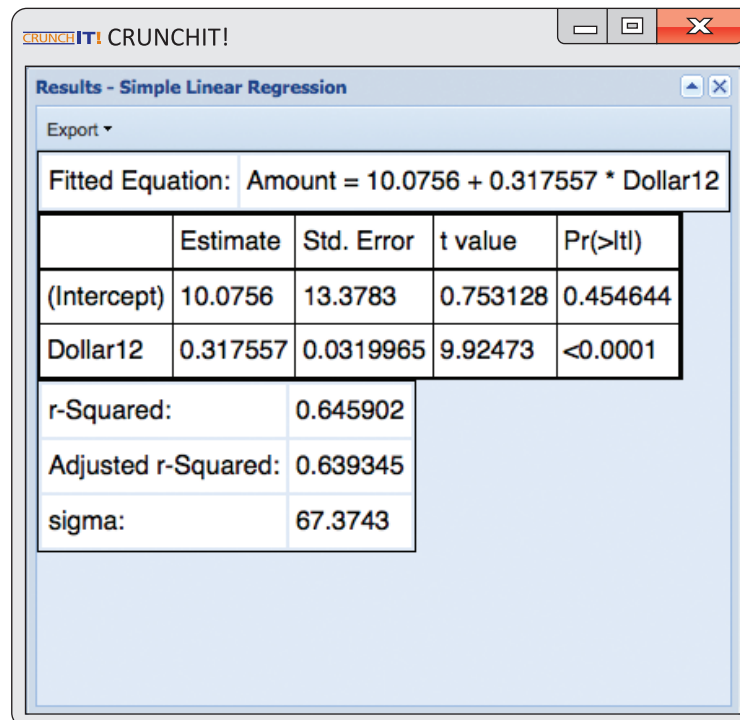 CRUNCHIT! CRUNCHIT!
Results - Simple Linear Regression
Export
Fitted Equation: Amount = 10.0756 + 0.317557 * Dollar12
Estimate Std. Error t value Pr(>ltl)
(Intercept) 10.0756 13.3783 0.753128 0.454644
Dollar12 0.317557 0.0319965 9.92473 <0.0001
r-Squared: 0.645902
Adjusted r-Squared: 0.639345
sigma: 67.3743